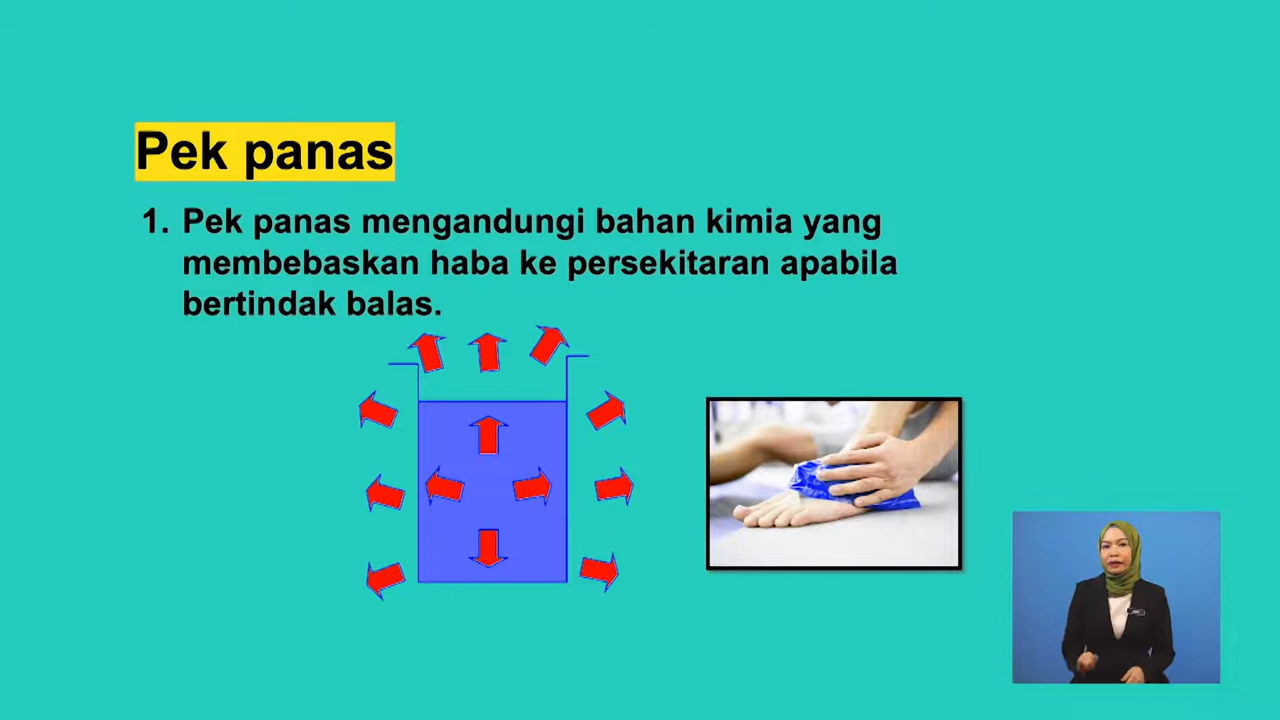 Pek panas
1. Pek panas mengandungi bahan kimia yang
membebaskan haba ke persekitaran apabila
bertindak balas.